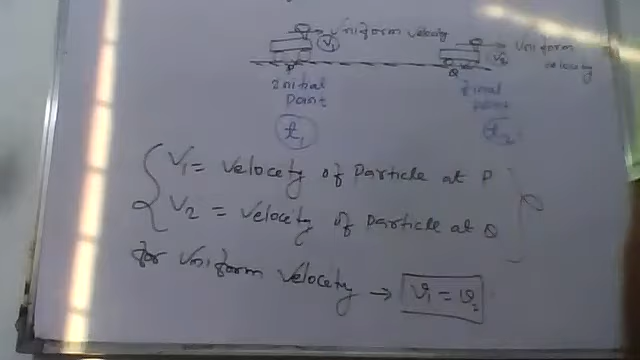 Uniform velocity
V1
Uniform
velocity
V2
P
Q
Initial
Point
final
point
t1
t2
V1 = velocety of Particle at P
V2 = velocety of Particle at Q
for Uniform velocety → V1 = V2